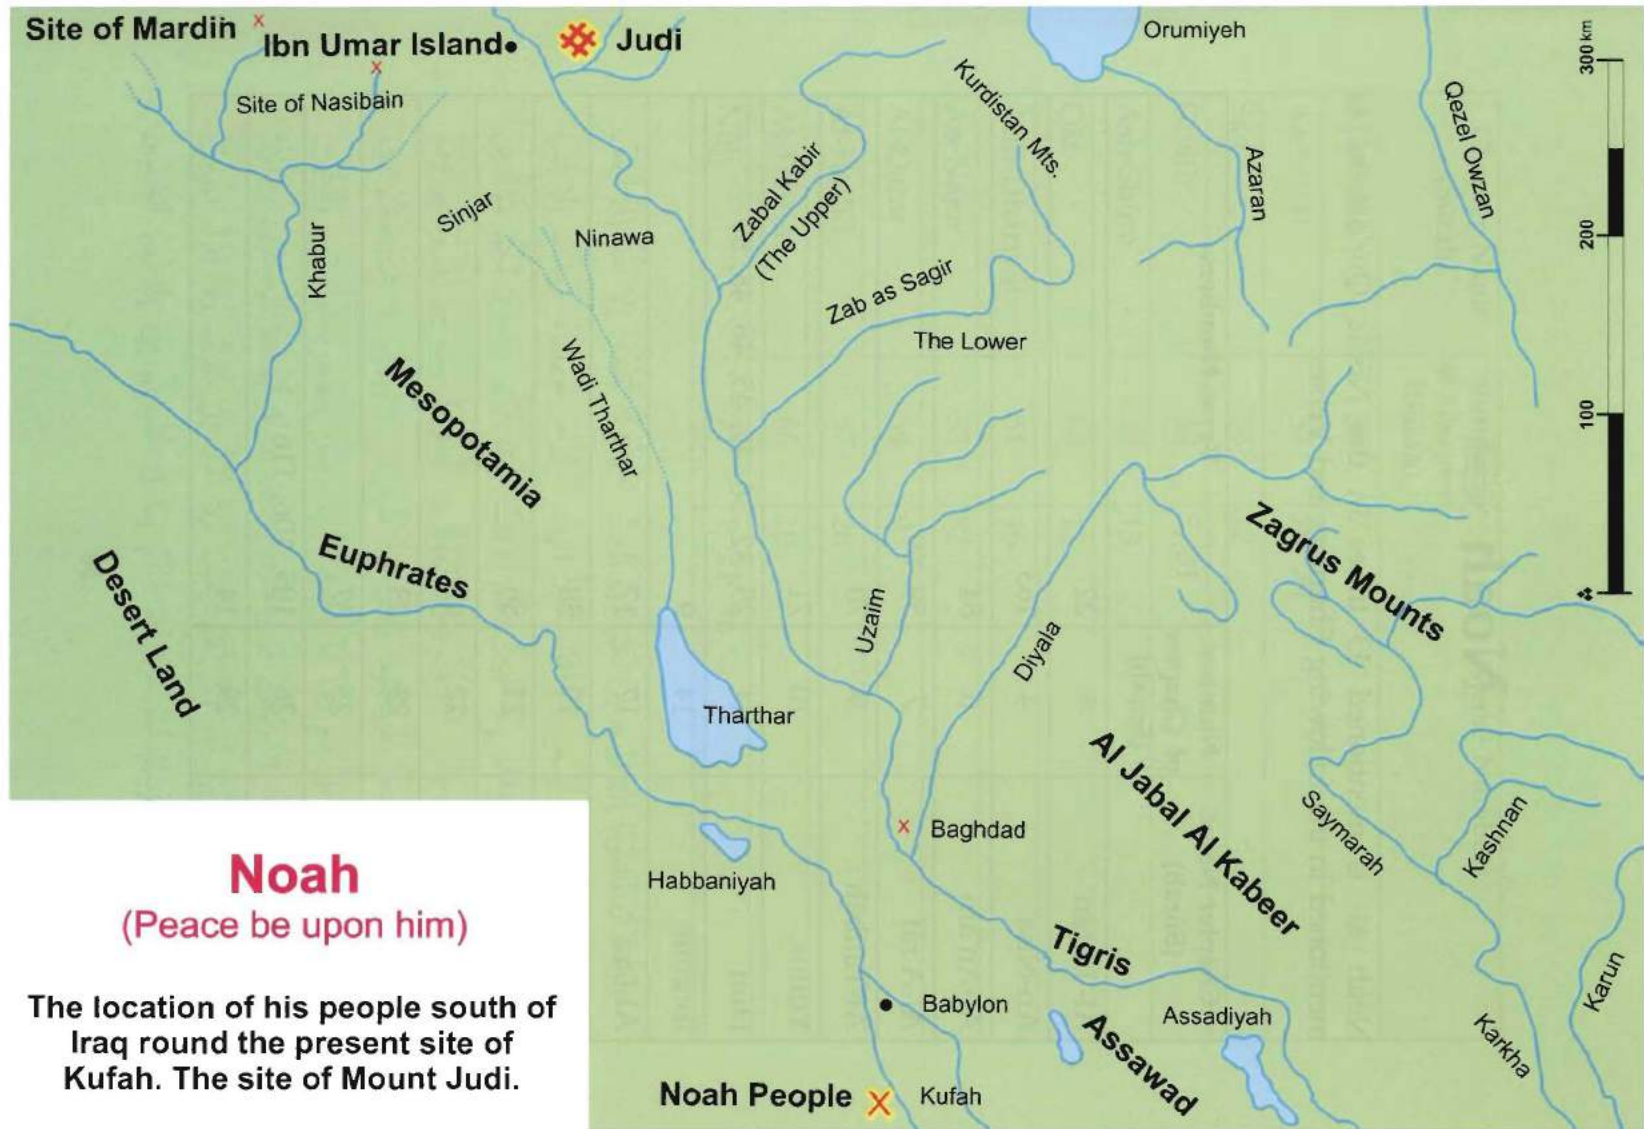 Site of Mardin
Ibn Umar Island
Judi
Orumiyeh
300 km
Site of Nasibain
Kurdistan Mts.
Qezel Owzan
Zabal Kabir
(The Upper)
Azaran
Sinjar
Ninawa
Khabur
200
Zab as Sagir
The Lower
Wadi Tharthar
Mesopotamia
100
Euphrates
Zagrus Mounts
Desert Land
Uzaim
Diyala
Tharthar
Al Jabal Al Kabeer
Baghdad
Saymarah
Kashnan
Habbaniyah
Tigris
Karun
Babylon
Assadiyah
Assawad
Karkha
Noah People
Kufah
Noah
(Peace be upon him)
The location of his people south of
Iraq round the present site of
Kufah. The site of Mount Judi.